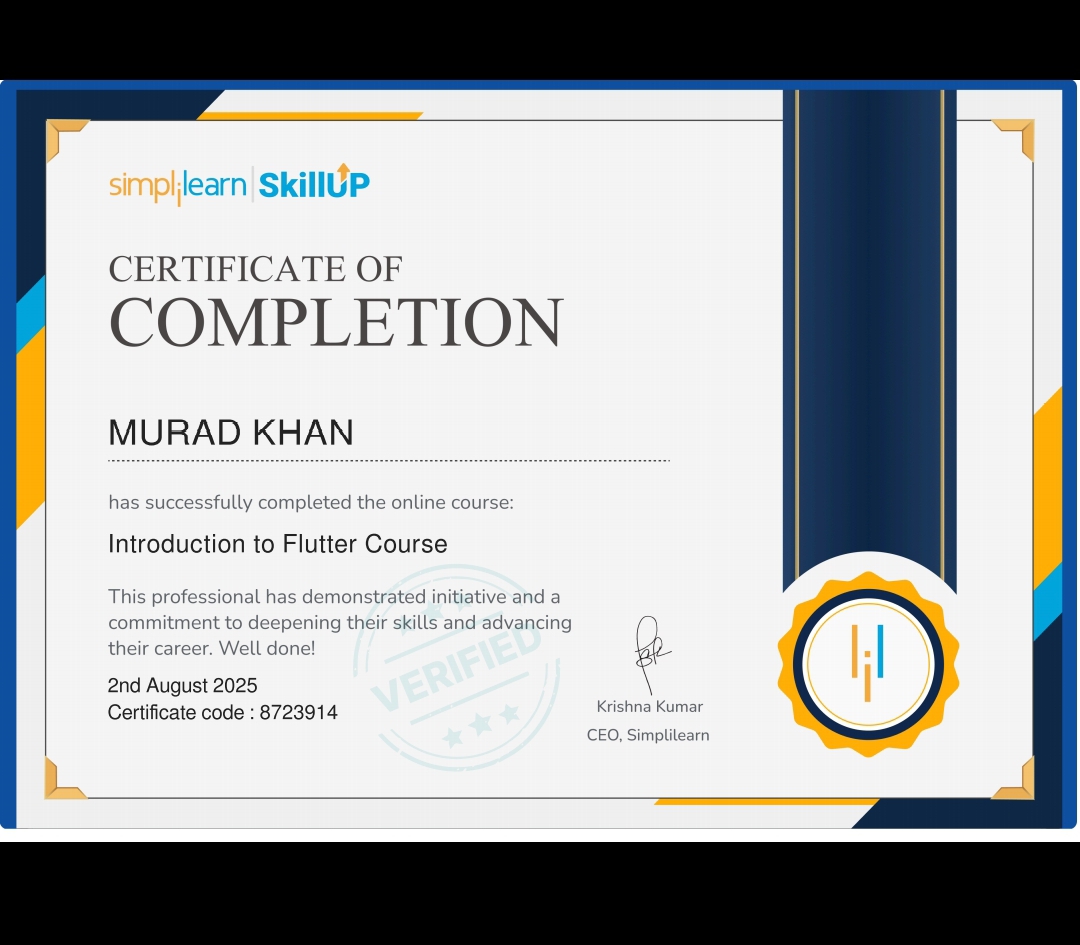 simplilearn | SkillUP
CERTIFICATE OF
COMPLETION
MURAD KHAN
has successfully completed the online course:
Introduction to Flutter Course
This professional has demonstrated initiative and a
commitment to deepening their skills and advancing
their career. Well done!
VERIFIED
2nd August 2025
Certificate code : 8723914
Krishna Kumar
CEO, Simplilearn